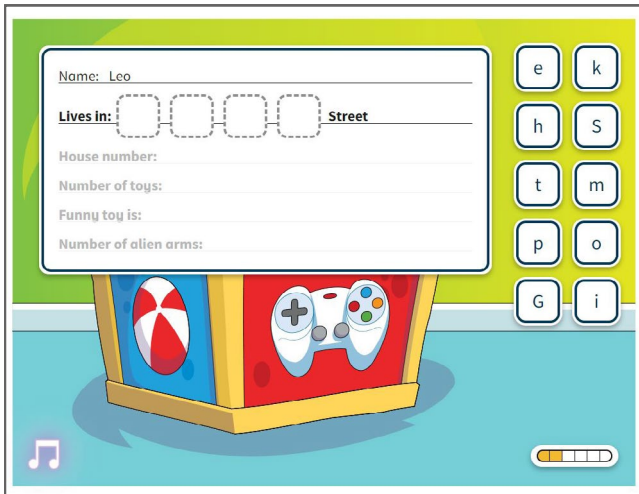 Name: Leo
Lives in: Street
House number:
Number of toys:
Funny toy is:
Number of alien arms:
e k
h S
t m
p o
G i